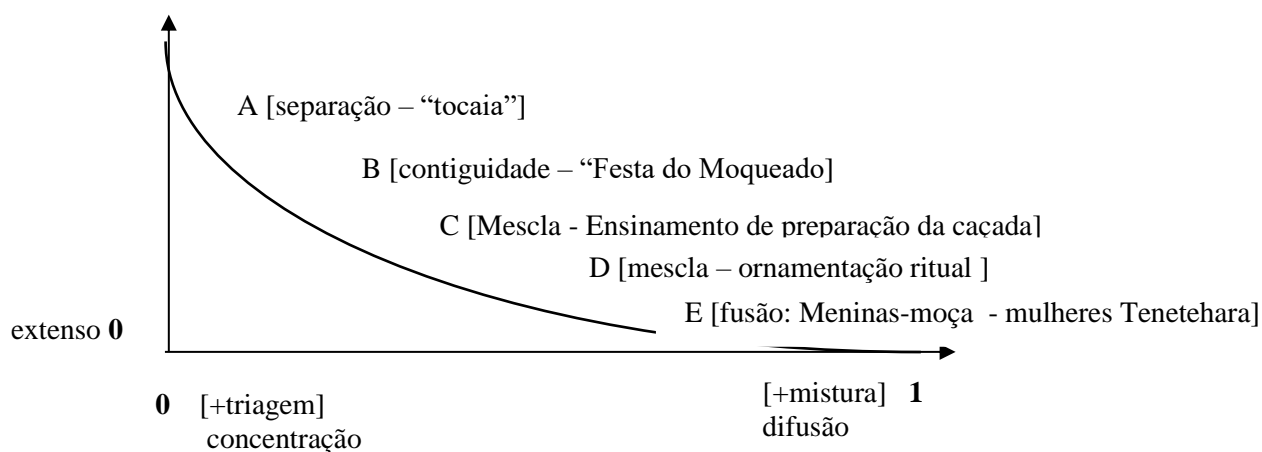 A [separação – “tocaia”]
B [contiguidade – “Festa do Moqueado]
C [Mescla - Ensinamento de preparação da caçada]
D [mescla – ornamentação ritual ]
E [fusão: Meninas-moça - mulheres Tenetehara]
extenso 0
0 [+triagem] [+mistura] 1
concentração difusão